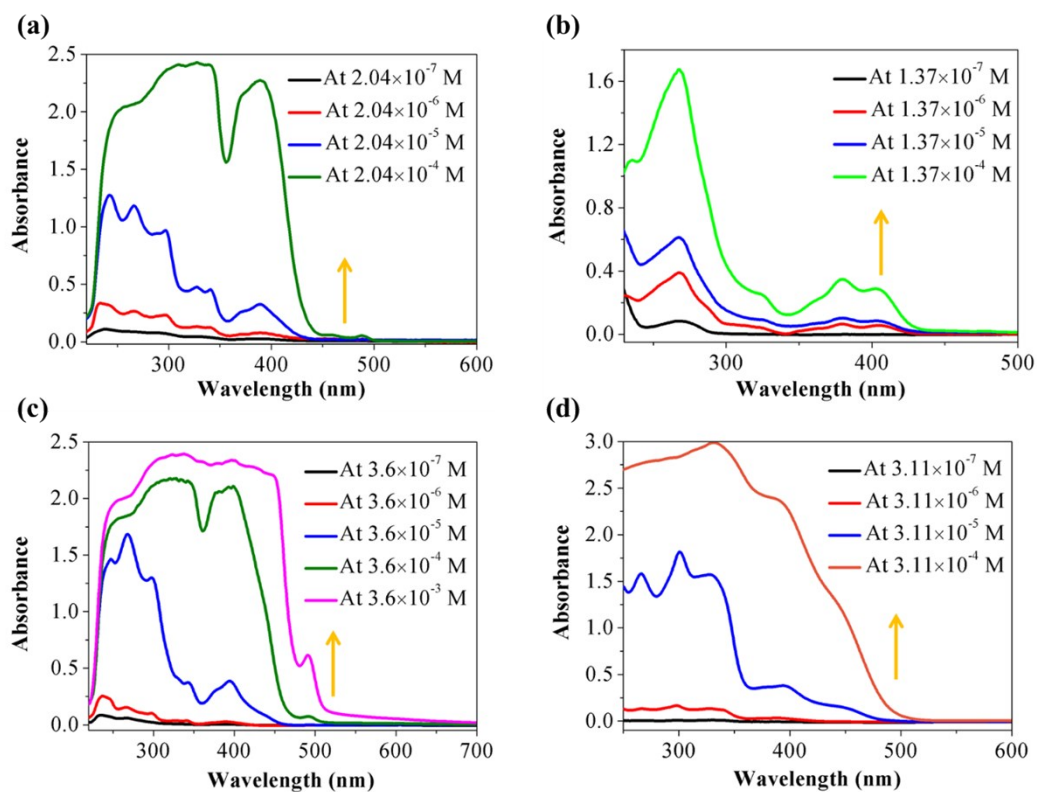 (a)
2.5
2.0
1.5
1.0
0.5
0.0
Absorbance
300 400 500 600
Wavelength (nm)
At 2.04×10⁻⁷ M
At 2.04×10⁻⁶ M
At 2.04×10⁻⁵ M
At 2.04×10⁻⁴ M
(b)
1.6
1.2
0.8
0.4
0.0
Absorbance
300 400 500
Wavelength (nm)
At 1.37×10⁻⁷ M
At 1.37×10⁻⁶ M
At 1.37×10⁻⁵ M
At 1.37×10⁻⁴ M
(c)
2.5
2.0
1.5
1.0
0.5
0.0
Absorbance
300 400 500 600 700
Wavelength (nm)
At 3.6×10⁻⁷ M
At 3.6×10⁻⁶ M
At 3.6×10⁻⁵ M
At 3.6×10⁻⁴ M
At 3.6×10⁻³ M
(d)
3.0
2.5
2.0
1.5
1.0
0.5
0.0
Absorbance
300 400 500 600
Wavelength (nm)
At 3.11×10⁻⁷ M
At 3.11×10⁻⁶ M
At 3.11×10⁻⁵ M
At 3.11×10⁻⁴ M